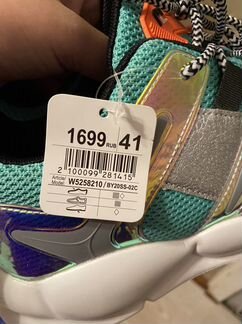 1699 RUB 41
2 100099 281415
Article/
Model: W5258210/BY20SS-02C